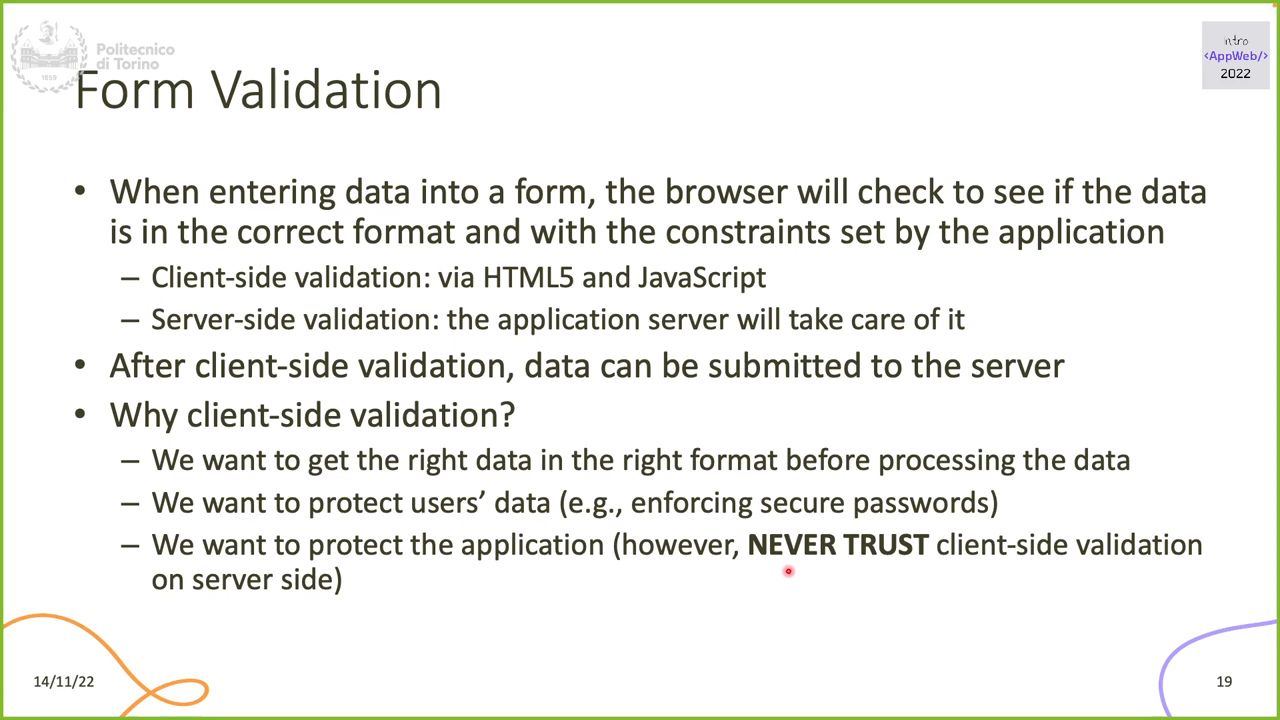 Politecnico
di Torino
1859
intro
<AppWeb/>
2022
Form Validation
• When entering data into a form, the browser will check to see if the data
is in the correct format and with the constraints set by the application
– Client-side validation: via HTML5 and JavaScript
– Server-side validation: the application server will take care of it
• After client-side validation, data can be submitted to the server
• Why client-side validation?
– We want to get the right data in the right format before processing the data
– We want to protect users’ data (e.g., enforcing secure passwords)
– We want to protect the application (however, NEVER TRUST client-side validation
on server side)
14/11/22
19